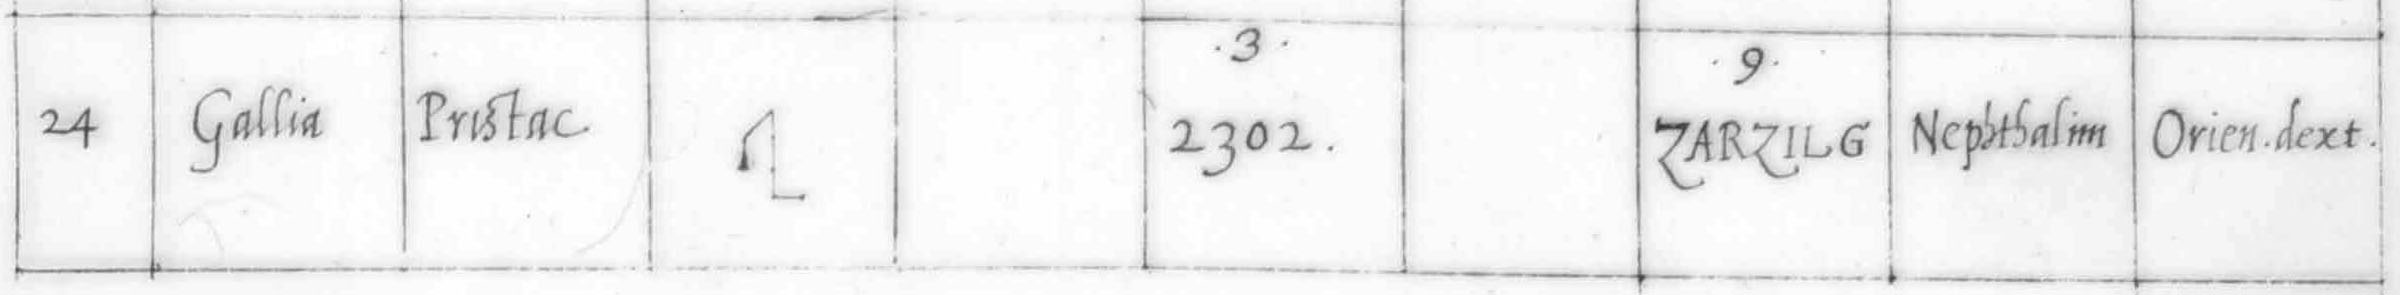 .3.
.9.
24 Gallia Pristac 2302. ZARZILG Nephthalim Orien. dext.